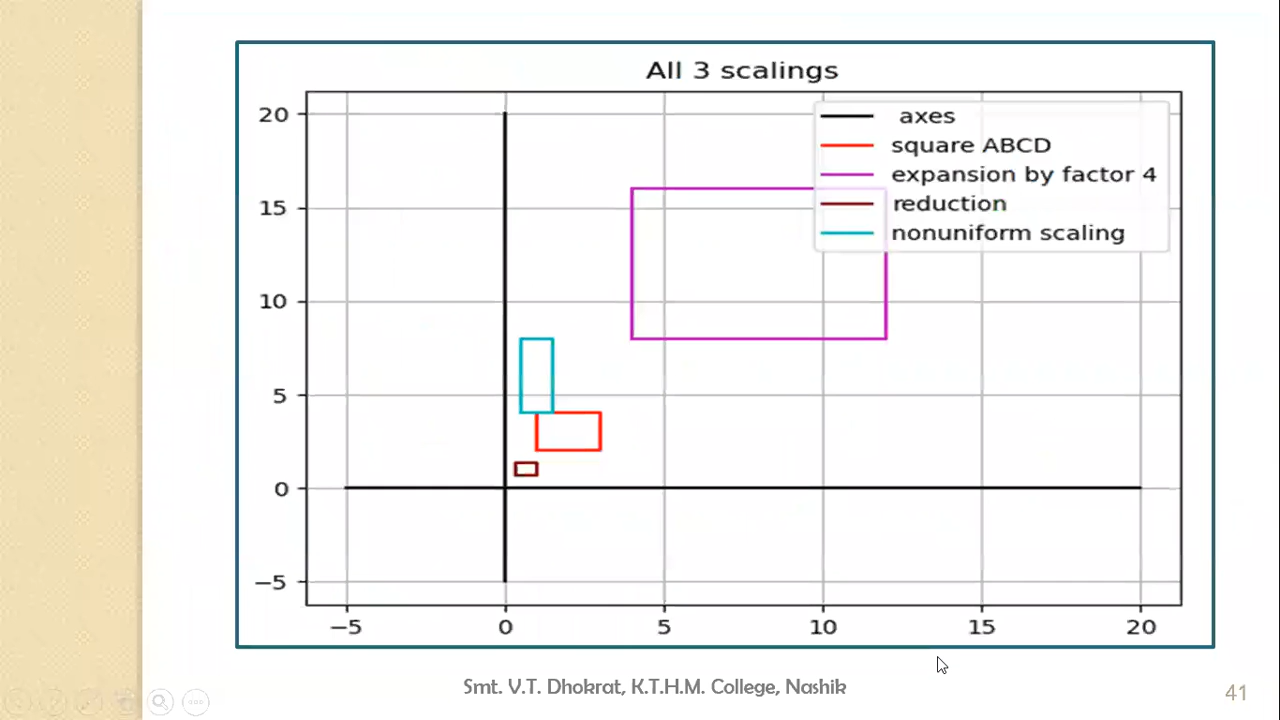 All 3 scalings
20
15
10
5
0
−5
axes
square ABCD
expansion by factor 4
reduction
nonuniform scaling
−5 0 5 10 15 20
Smt. V.T. Dhokrat, K.T.H.M. College, Nashik
41